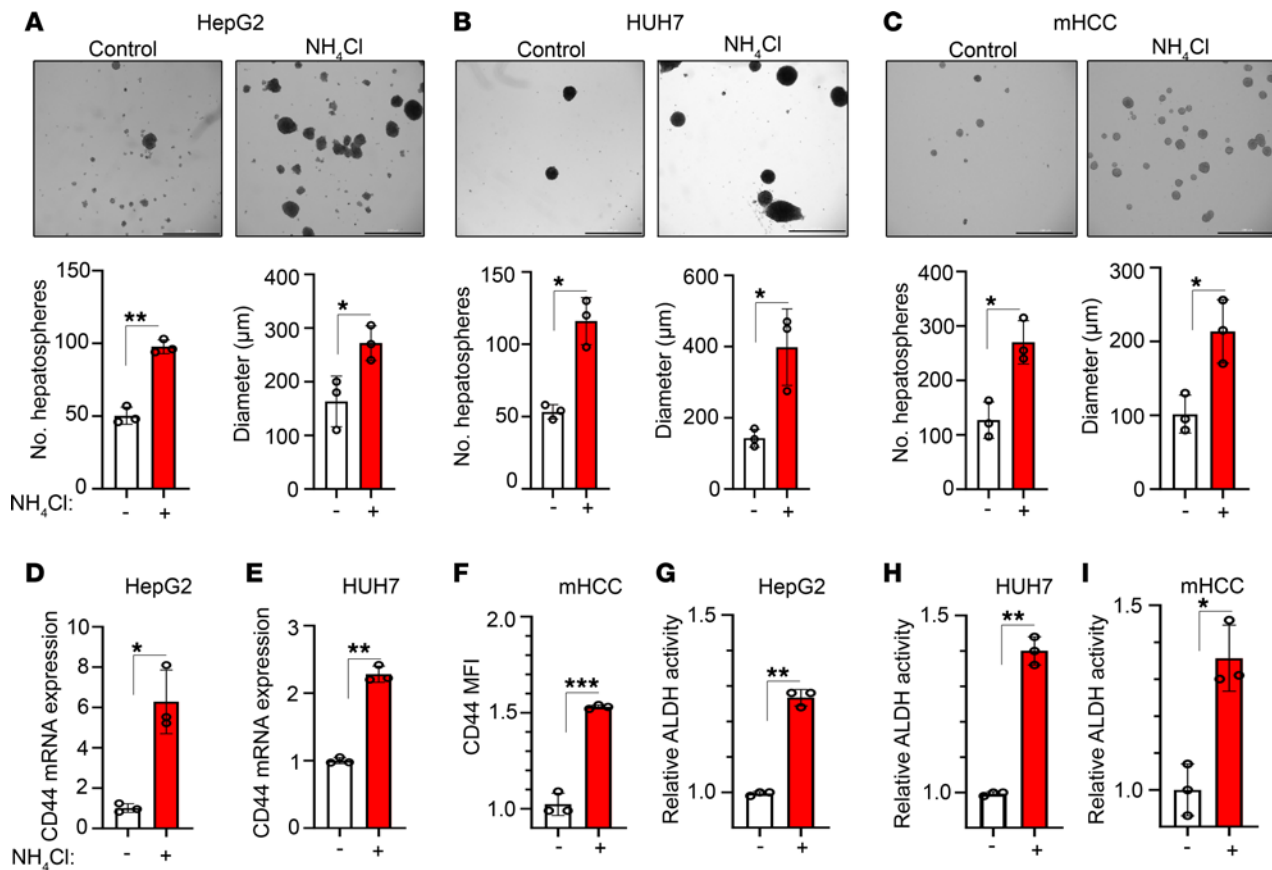 A HepG2
Control NH4Cl
B HUH7
Control NH4Cl
C mHCC
Control NH4Cl
No. hepatospheres
150
100
50
0
**
Diameter (µm)
400
300
200
100
0
*
No. hepatospheres
150
100
50
0
*
Diameter (µm)
600
400
200
0
*
No. hepatospheres
400
300
200
100
0
*
Diameter (µm)
300
200
100
0
*
NH4Cl: - + - + - + - + - + - +
D HepG2
CD44 mRNA expression
10
8
6
4
2
0
*
E HUH7
CD44 mRNA expression
3
2
1
0
**
F mHCC
CD44 MFI
2.0
1.5
1.0
***
G HepG2
Relative ALDH activity
1.5
1.0
**
H HUH7
Relative ALDH activity
1.5
1.0
**
I mHCC
Relative ALDH activity
1.5
1.0
*
NH4Cl: - + - + - + - + - + - +